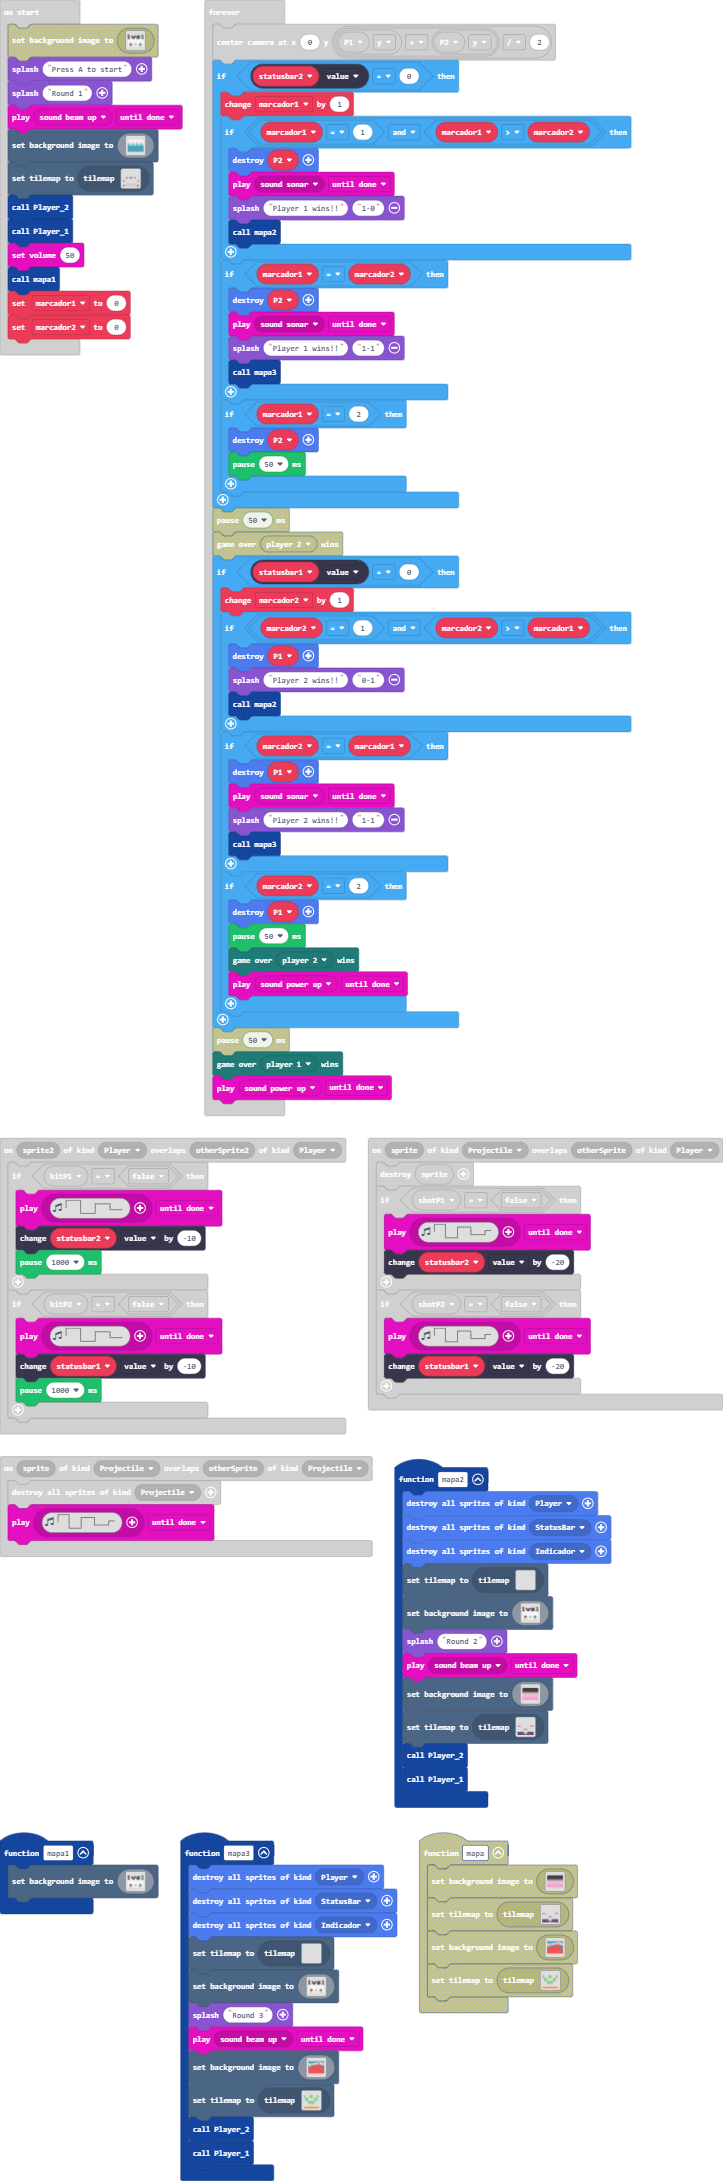 on start
set background image to
splash "Press A to start"
splash "Round 1"
play sound beam up until done
set background image to
set tilemap to tilemap
call Player_2
call Player_1
set volume 50
call mapa1
set marcador1 to 0
set marcador2 to 0
forever
center camera at x 0 y P1 y + P2 y / 2
if statusbar2 value = 0 then
change marcador1 by 1
if marcador1 = 1 and marcador1 > marcador2 then
destroy P2
play sound sonar until done
splash "Player 1 wins!!" "1-0"
call mapa2
if marcador1 = marcador2 then
destroy P2
play sound sonar until done
splash "Player 1 wins!!" "1-1"
call mapa3
if marcador1 = 2 then
destroy P2
pause 50 ms
pause 50 ms
game over player 2 wins
if statusbar1 value = 0 then
change marcador2 by 1
if marcador2 = 1 and marcador2 > marcador1 then
destroy P1
splash "Player 2 wins!!" "0-1"
call mapa2
if marcador2 = marcador1 then
destroy P1
play sound sonar until done
splash "Player 2 wins!!" "1-1"
call mapa3
if marcador2 = 2 then
destroy P1
pause 50 ms
game over player 2 wins
play sound power up until done
pause 50 ms
game over player 1 wins
play sound power up until done
on sprite2 of kind Player overlaps otherSprite2 of kind Player
if hitP1 = false then
play until done
change statusbar2 value by -10
pause 1000 ms
if hitP2 = false then
play until done
change statusbar1 value by -10
pause 1000 ms
on sprite of kind Projectile overlaps otherSprite of kind Player
destroy sprite
if shotP1 = false then
play until done
change statusbar2 value by -20
if shotP2 = false then
play until done
change statusbar1 value by -20
on sprite of kind Projectile overlaps otherSprite of kind Projectile
destroy all sprites of kind Projectile
play until done
function mapa2
destroy all sprites of kind Player
destroy all sprites of kind StatusBar
destroy all sprites of kind Indicador
set tilemap to tilemap
set background image to
splash "Round 2"
play sound beam up until done
set background image to
set tilemap to tilemap
call Player_2
call Player_1
function mapa1
set background image to
function mapa3
destroy all sprites of kind Player
destroy all sprites of kind StatusBar
destroy all sprites of kind Indicador
set tilemap to tilemap
set background image to
splash "Round 3"
play sound beam up until done
set background image to
set tilemap to tilemap
call Player_2
call Player_1
function mapa
set background image to
set tilemap to tilemap
set background image to
set tilemap to tilemap